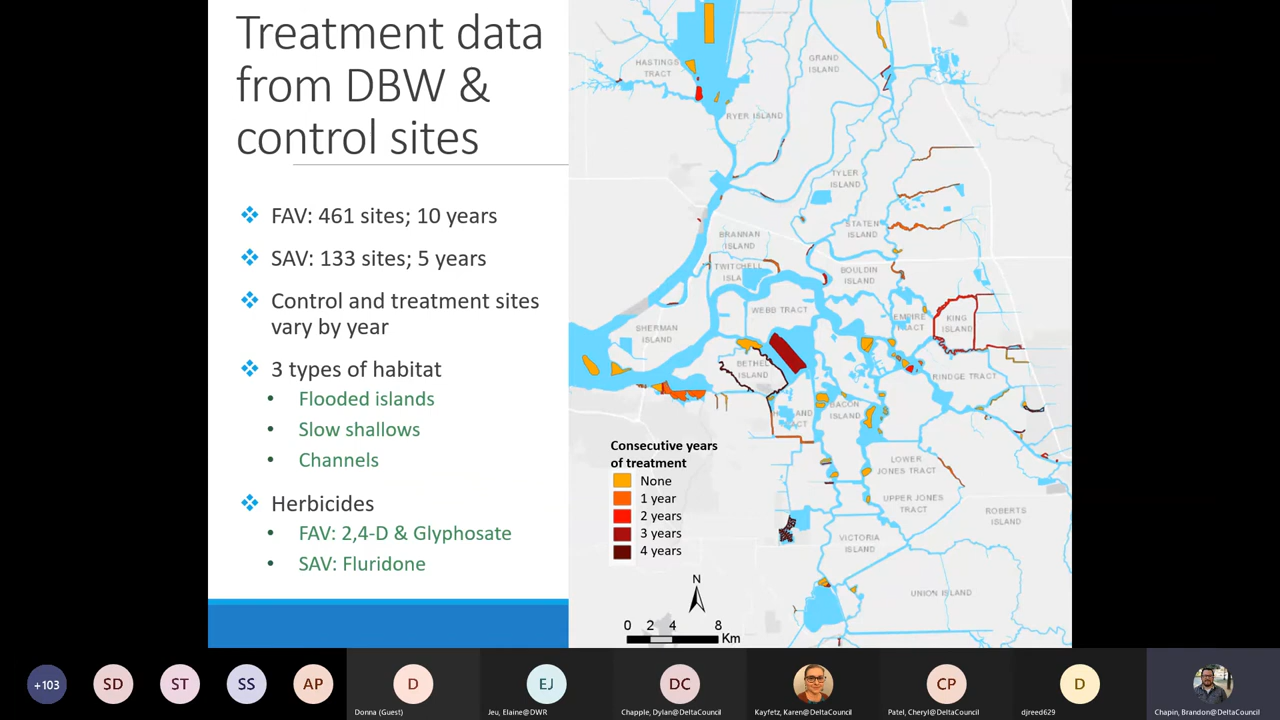 Treatment data
from DBW &
control sites
FAV: 461 sites; 10 years
SAV: 133 sites; 5 years
Control and treatment sites
vary by year
3 types of habitat
Flooded islands
Slow shallows
Channels
Herbicides
FAV: 2,4-D & Glyphosate
SAV: Fluridone
HASTINGS
TRACT
GRAND
ISLAND
RYER ISLAND
TYLER
ISLAND
STATEN
ISLAND
BRANNAN
ISLAND
TWITCHELL
BOULDIN
ISLAND
WEBB TRACT
SHERMAN
ISLAND
EMPIRE
KING
ISLAND
BETHEL
ISLAND
RINDGE TRACT
BACON
ISLAND
LOWER
JONES TRACT
UPPER JONES
TRACT
ROBERTS
ISLAND
VICTORIA
ISLAND
UNION ISLAND
Consecutive years
of treatment
None
1 year
2 years
3 years
4 years
N
0 2 4 8
Km
+103 SD ST SS AP D EJ DC CP D
Donna (Guest) Jeu, Elaine@DWR Chapple, Dylan@DeltaCouncil Kayfetz, Karen@DeltaCouncil Patel, Cheryl@DeltaCouncil djreed629 Chapin, Brandon@DeltaCouncil